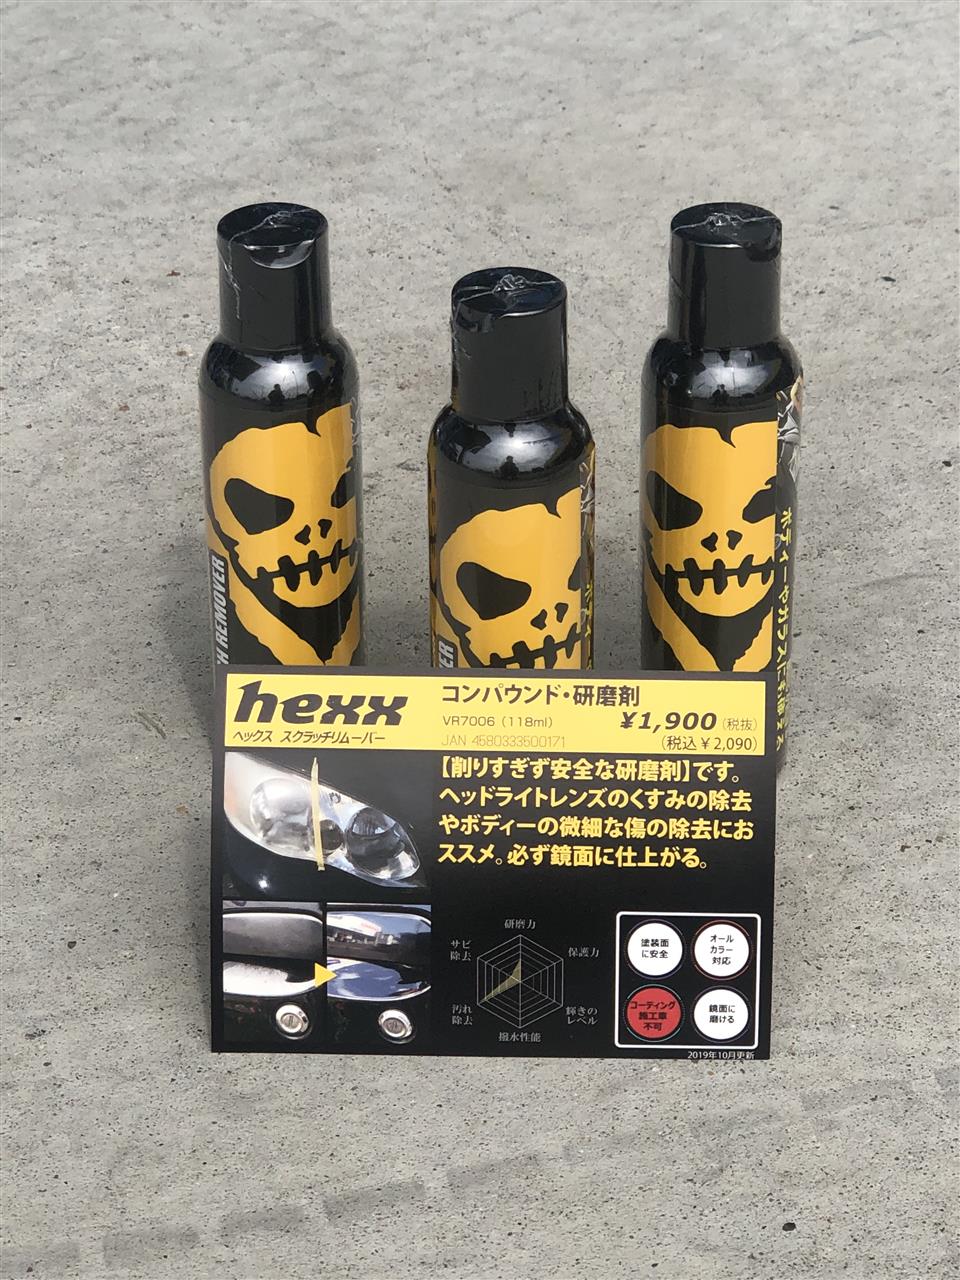 H REMOVER
ER
ボディーやガラスにも使える
hexx
ヘックス スクラッチリムーバー
コンパウンド・研磨剤
VR7006（118ml）
¥1,900（税抜）
JAN 4580333500171
（税込￥2,090）
【削りすぎず安全な研磨剤】です。
ヘッドライトレンズのくすみの除去
やボディーの微細な傷の除去にお
ススメ。必ず鏡面に仕上がる。
研磨力
保護力
輝きの
レベル
撥水性能
汚れ
除去
サビ
除去
塗装面
に安全
オール
カラー
対応
コーティング
施工車
不可
鏡面に
磨ける
2019年10月更新